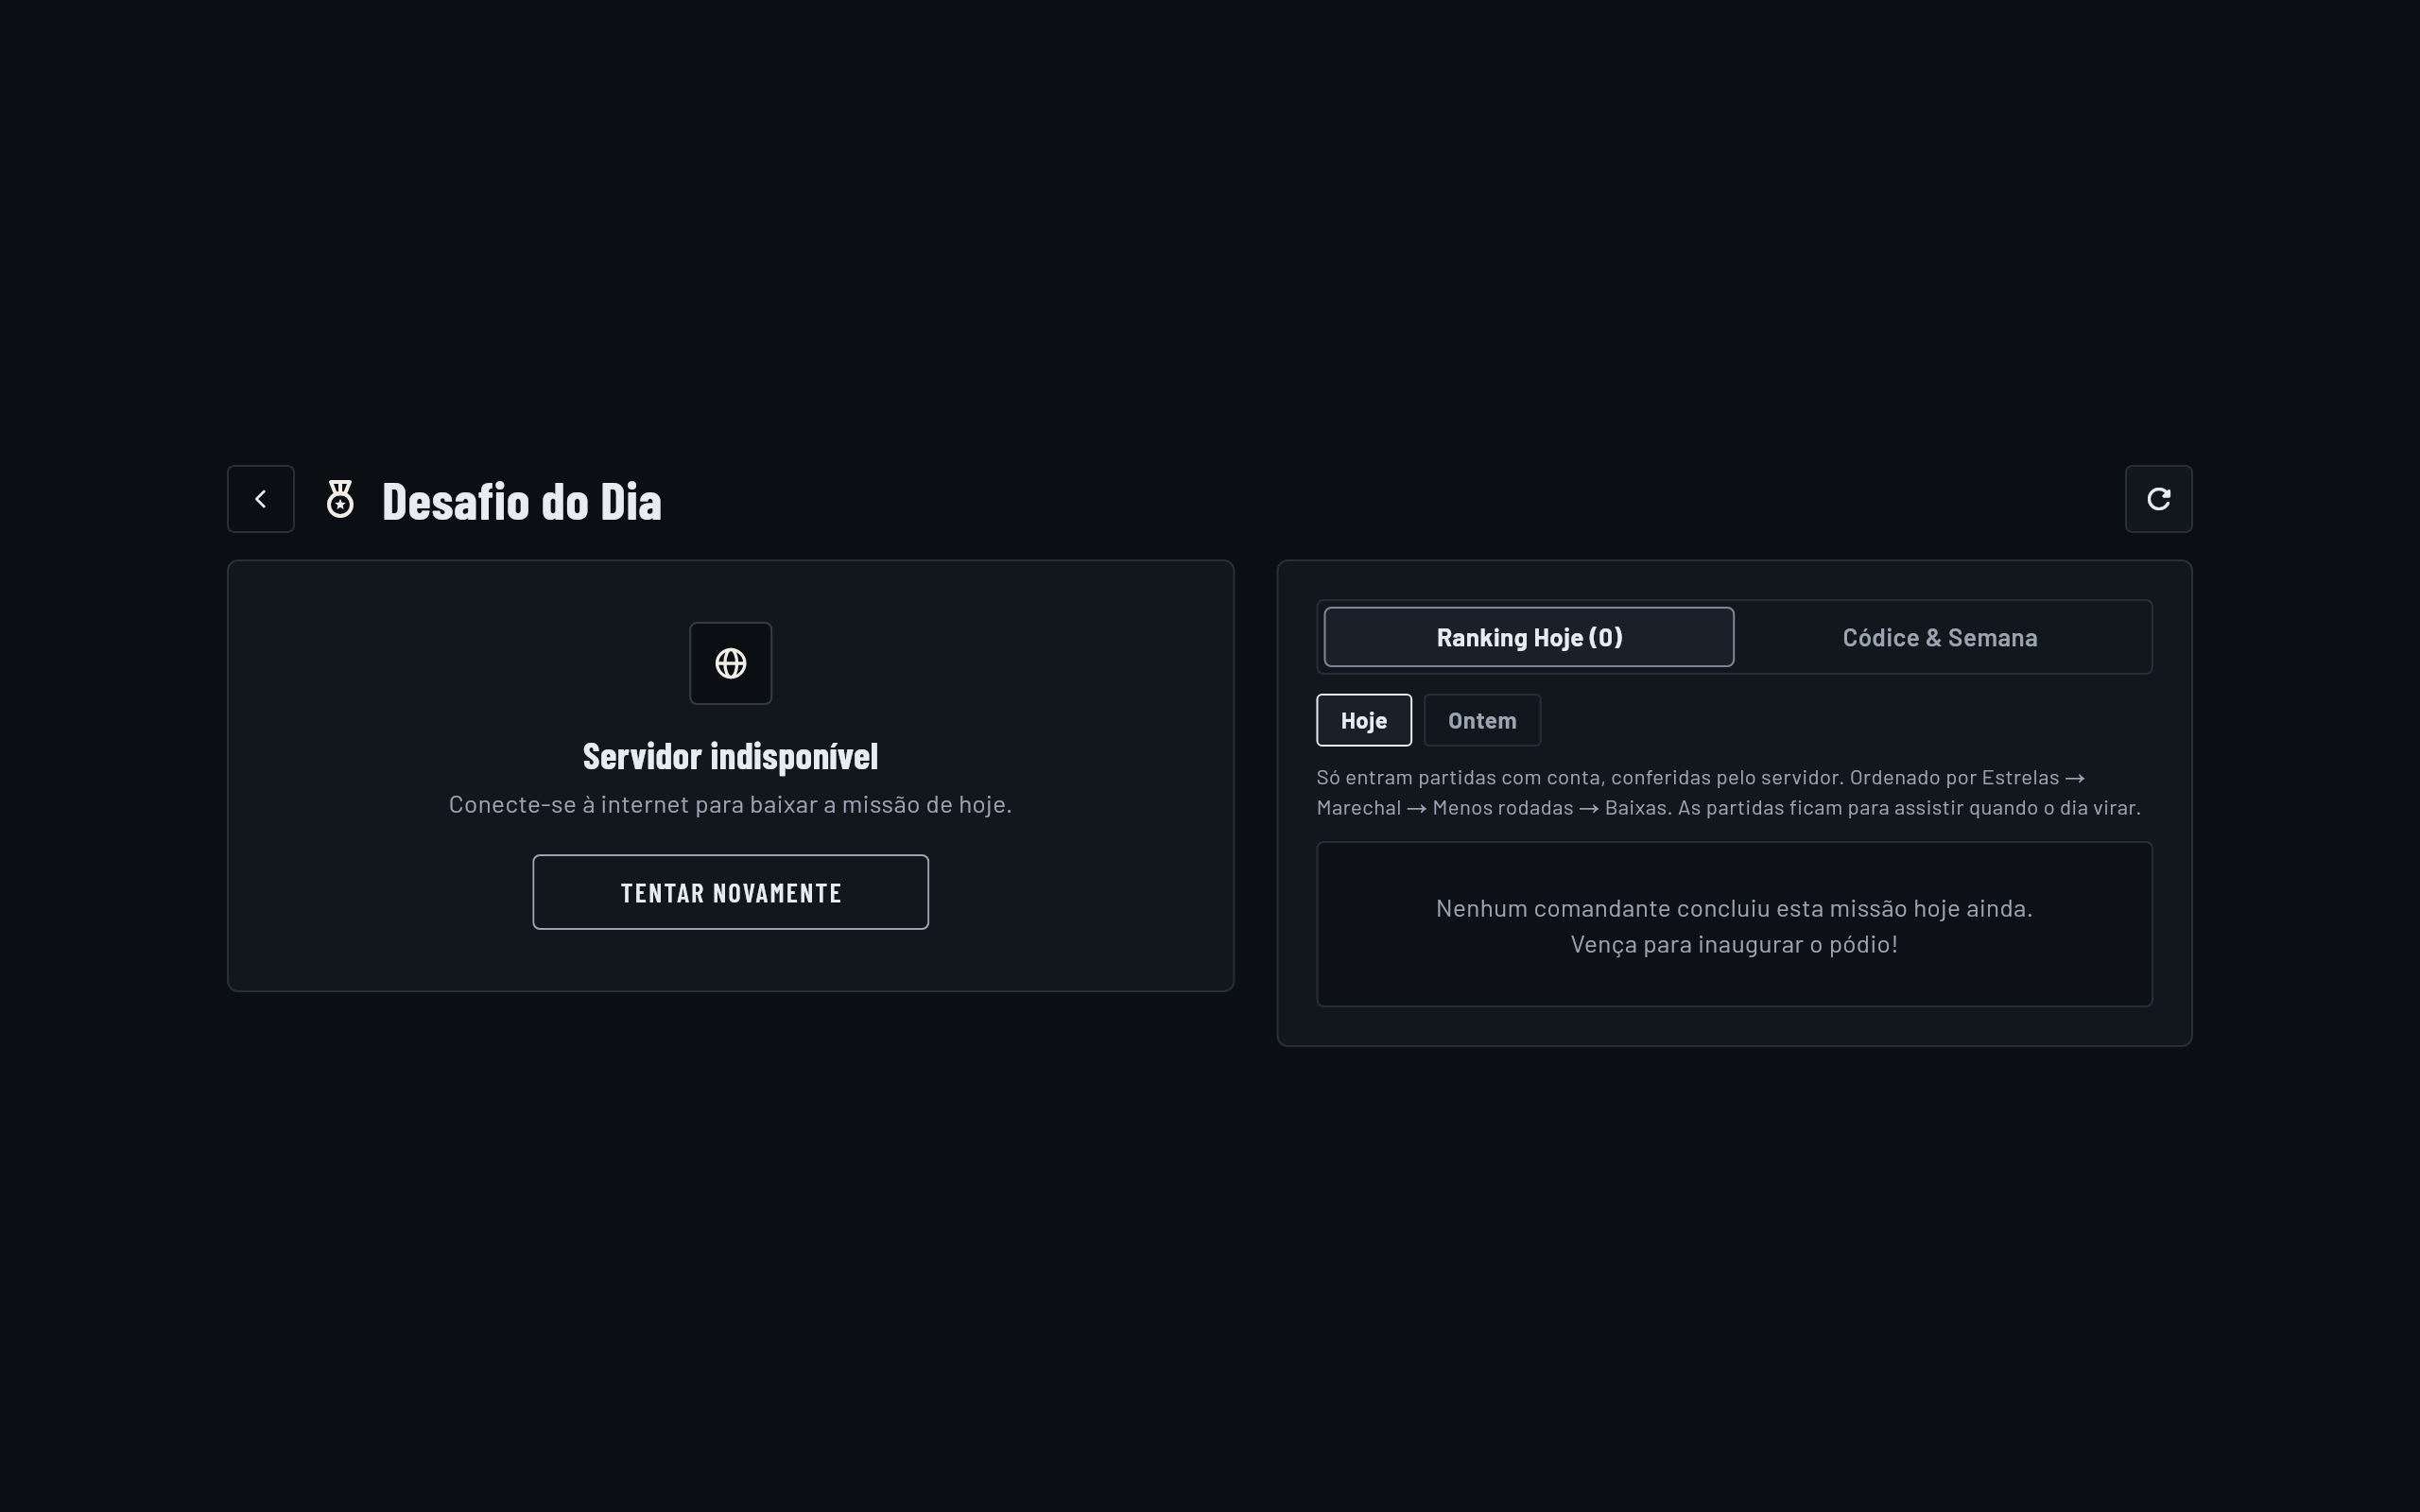 Desafio do Dia
Servidor indisponível
Conecte-se à internet para baixar a missão de hoje.
TENTAR NOVAMENTE
Ranking Hoje (0)
Códice & Semana
Hoje
Ontem
Só entram partidas com conta, conferidas pelo servidor. Ordenado por Estrelas →
Marechal → Menos rodadas → Baixas. As partidas ficam para assistir quando o dia virar.
Nenhum comandante concluiu esta missão hoje ainda.
Vença para inaugurar o pódio!